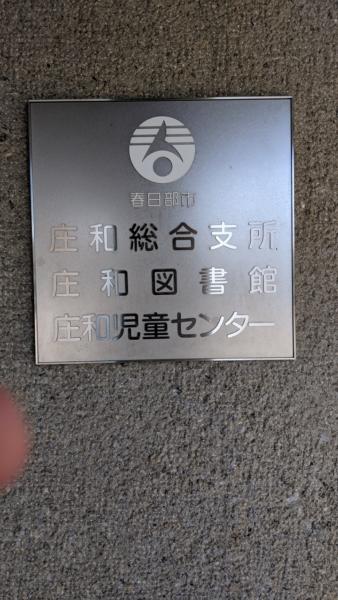 春日部市
庄和総合支所
庄和図書館
庄和児童センター